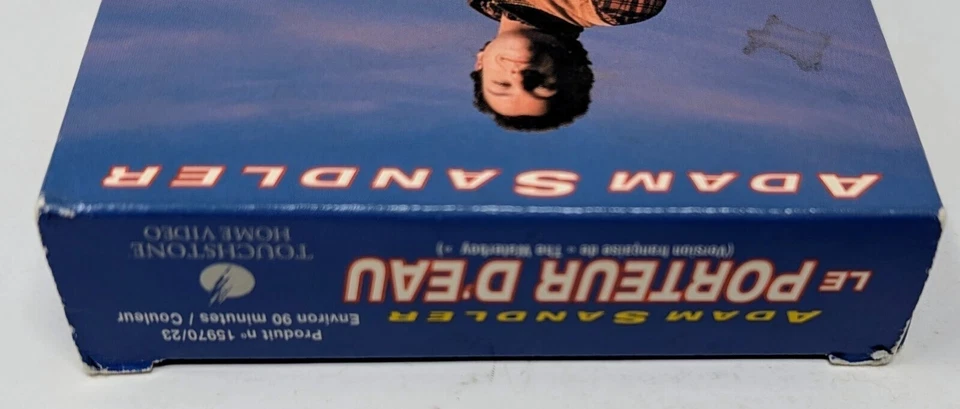 ADAM SANDLER
ADAM SANDLER
LE PORTEUR D'EAU
(Version française de « The Waterboy »)
Produit nº 15970/23
Environ 90 minutes / Couleur
TOUCHSTONE
HOME VIDEO